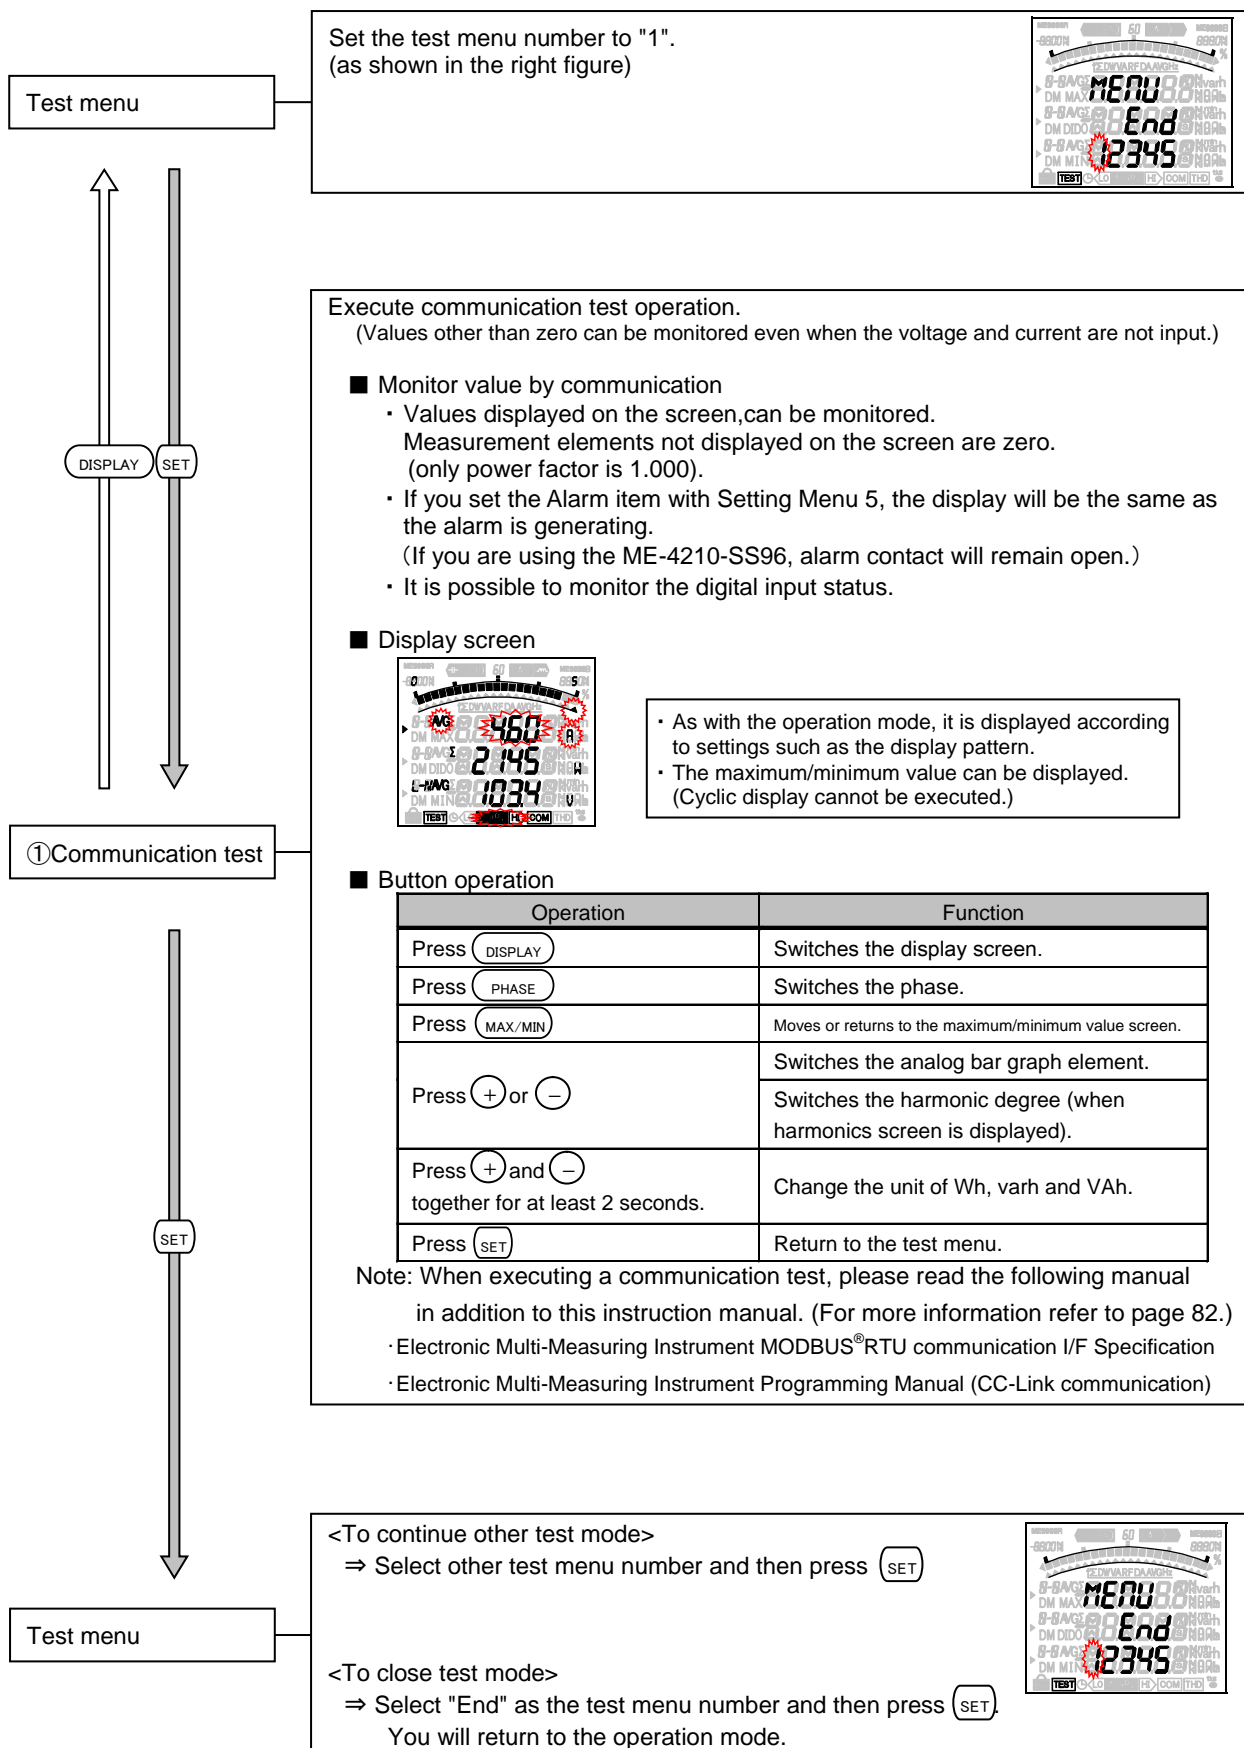 Set the test menu number to "1".
(as shown in the right figure)
Test menu
MENU
End
12345
TEST
Execute communication test operation.
(Values other than zero can be monitored even when the voltage and current are not input.)
■ Monitor value by communication
・Values displayed on the screen,can be monitored.
Measurement elements not displayed on the screen are zero.
(only power factor is 1.000).
・If you set the Alarm item with Setting Menu 5, the display will be the same as
the alarm is generating.
（If you are using the ME-4210-SS96, alarm contact will remain open.）
・It is possible to monitor the digital input status.
DISPLAY
SET
■ Display screen
0 5
AVG 4.60 A
Σ 2145 W
L-NAVG 103.4 V
TEST HI COM
・As with the operation mode, it is displayed according
to settings such as the display pattern.
・The maximum/minimum value can be displayed.
(Cyclic display cannot be executed.)
①Communication test
■ Button operation
Operation Function
Press DISPLAY Switches the display screen.
Press PHASE Switches the phase.
Press MAX/MIN Moves or returns to the maximum/minimum value screen.
Press + or − Switches the analog bar graph element.
Switches the harmonic degree (when
harmonics screen is displayed).
Press + and −
together for at least 2 seconds. Change the unit of Wh, varh and VAh.
Press SET Return to the test menu.
SET
Note: When executing a communication test, please read the following manual
in addition to this instruction manual. (For more information refer to page 82.)
·Electronic Multi-Measuring Instrument MODBUS®RTU communication I/F Specification
·Electronic Multi-Measuring Instrument Programming Manual (CC-Link communication)
<To continue other test mode>
⇒ Select other test menu number and then press SET
Test menu
MENU
End
12345
TEST
<To close test mode>
⇒ Select "End" as the test menu number and then press SET.
You will return to the operation mode.